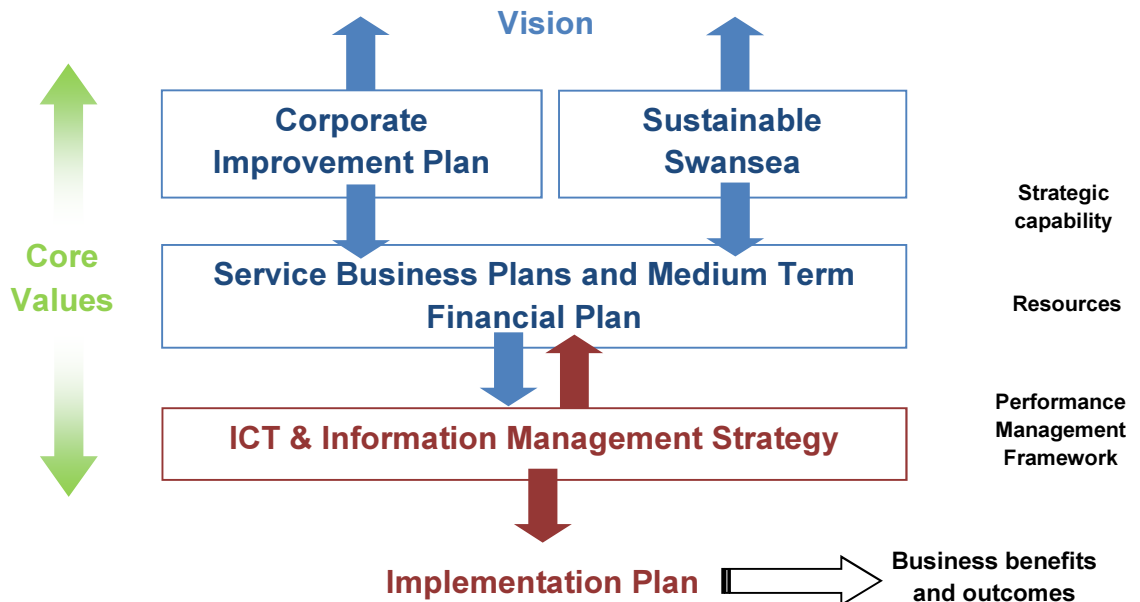 Vision
Corporate
Improvement Plan
Sustainable
Swansea
Strategic
capability
Core
Values
Service Business Plans and Medium Term
Financial Plan
Resources
ICT & Information Management Strategy
Performance
Management
Framework
Implementation Plan
Business benefits
and outcomes